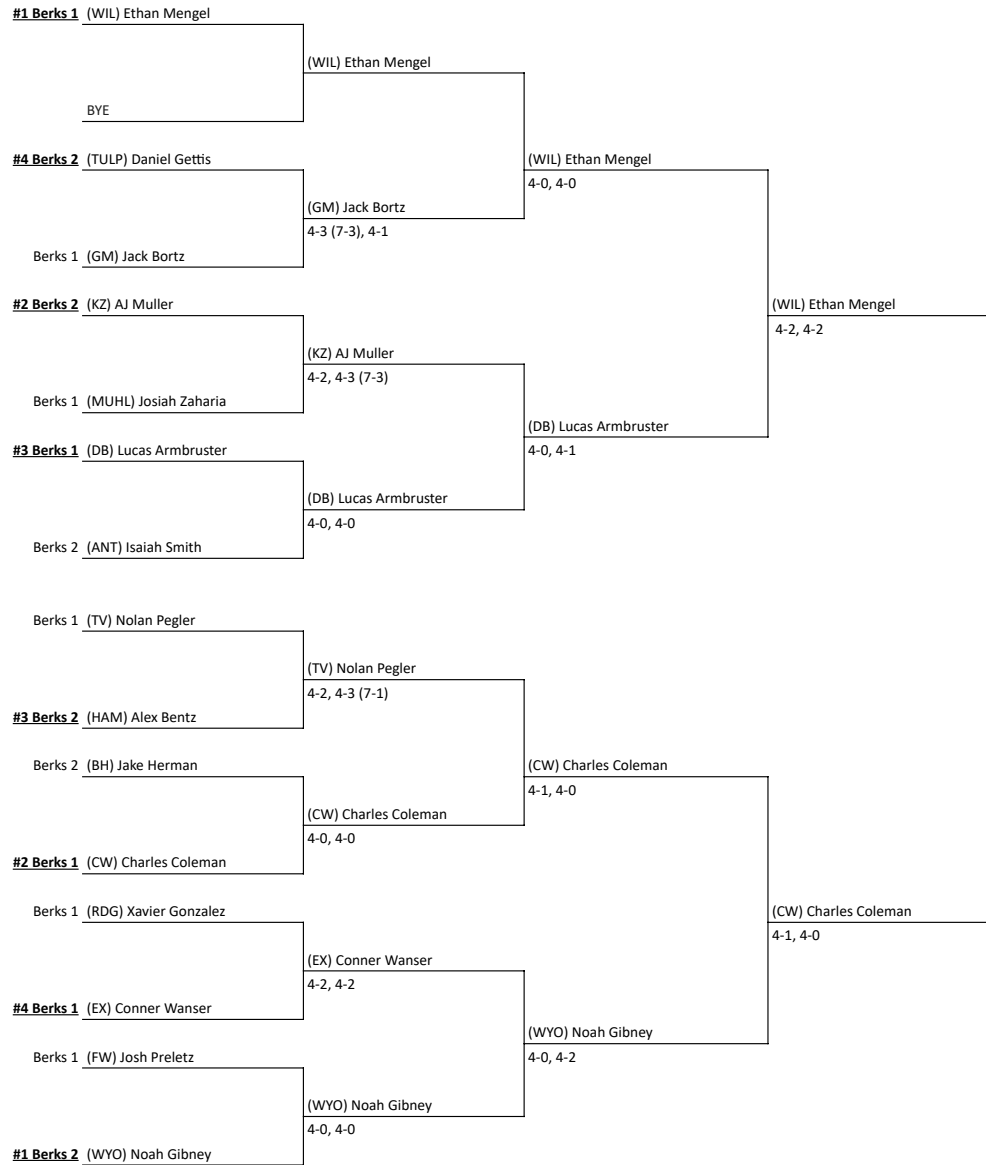 #1 Berks 1 (WIL) Ethan Mengel
(WIL) Ethan Mengel
BYE
#4 Berks 2 (TULP) Daniel Gettis
(WIL) Ethan Mengel
4-0, 4-0
(GM) Jack Bortz
4-3 (7-3), 4-1
Berks 1 (GM) Jack Bortz
#2 Berks 2 (KZ) AJ Muller
(WIL) Ethan Mengel
4-2, 4-2
(KZ) AJ Muller
4-2, 4-3 (7-3)
Berks 1 (MUHL) Josiah Zaharia
(DB) Lucas Armbruster
4-0, 4-1
#3 Berks 1 (DB) Lucas Armbruster
(DB) Lucas Armbruster
4-0, 4-0
Berks 2 (ANT) Isaiah Smith
Berks 1 (TV) Nolan Pegler
(TV) Nolan Pegler
4-2, 4-3 (7-1)
#3 Berks 2 (HAM) Alex Bentz
Berks 2 (BH) Jake Herman
(CW) Charles Coleman
4-1, 4-0
(CW) Charles Coleman
4-0, 4-0
#2 Berks 1 (CW) Charles Coleman
Berks 1 (RDG) Xavier Gonzalez
(CW) Charles Coleman
4-1, 4-0
(EX) Conner Wanser
4-2, 4-2
#4 Berks 1 (EX) Conner Wanser
(WYO) Noah Gibney
4-0, 4-2
Berks 1 (FW) Josh Preletz
(WYO) Noah Gibney
4-0, 4-0
#1 Berks 2 (WYO) Noah Gibney